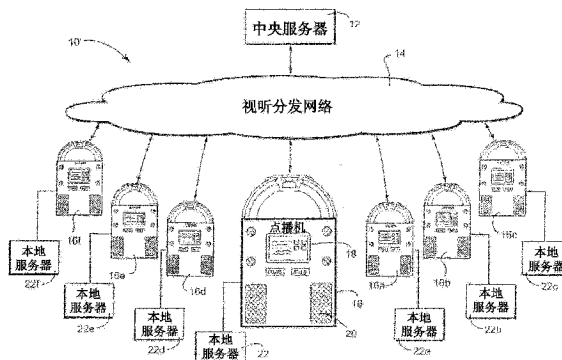 中央服务器
12
10
14
视听分发网络
16f
16e
16d
点播机
18
16
20
16a
16b
16c
本地
服务器
22f
本地
服务器
22e
本地
服务器
22d
本地
服务器
22
本地
服务器
22a
本地
服务器
22b
本地
服务器
22c